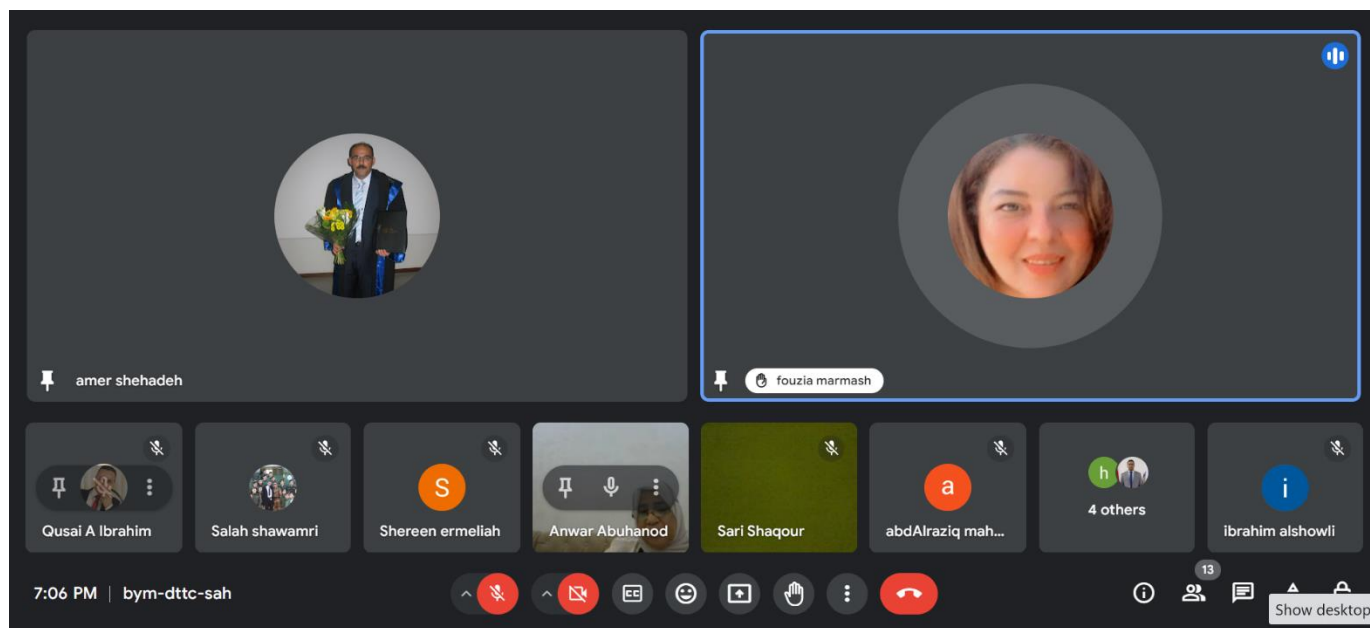 amer shehadeh
fouzia marmash
Qusai A Ibrahim
Salah shawamri
S
Shereen ermeliah
Anwar Abuhanod
Sari Shaqour
a
abdAlraziq mah...
h
4 others
i
ibrahim alshowli
7:06 PM | bym-dttc-sah
CC
13
Show desktop